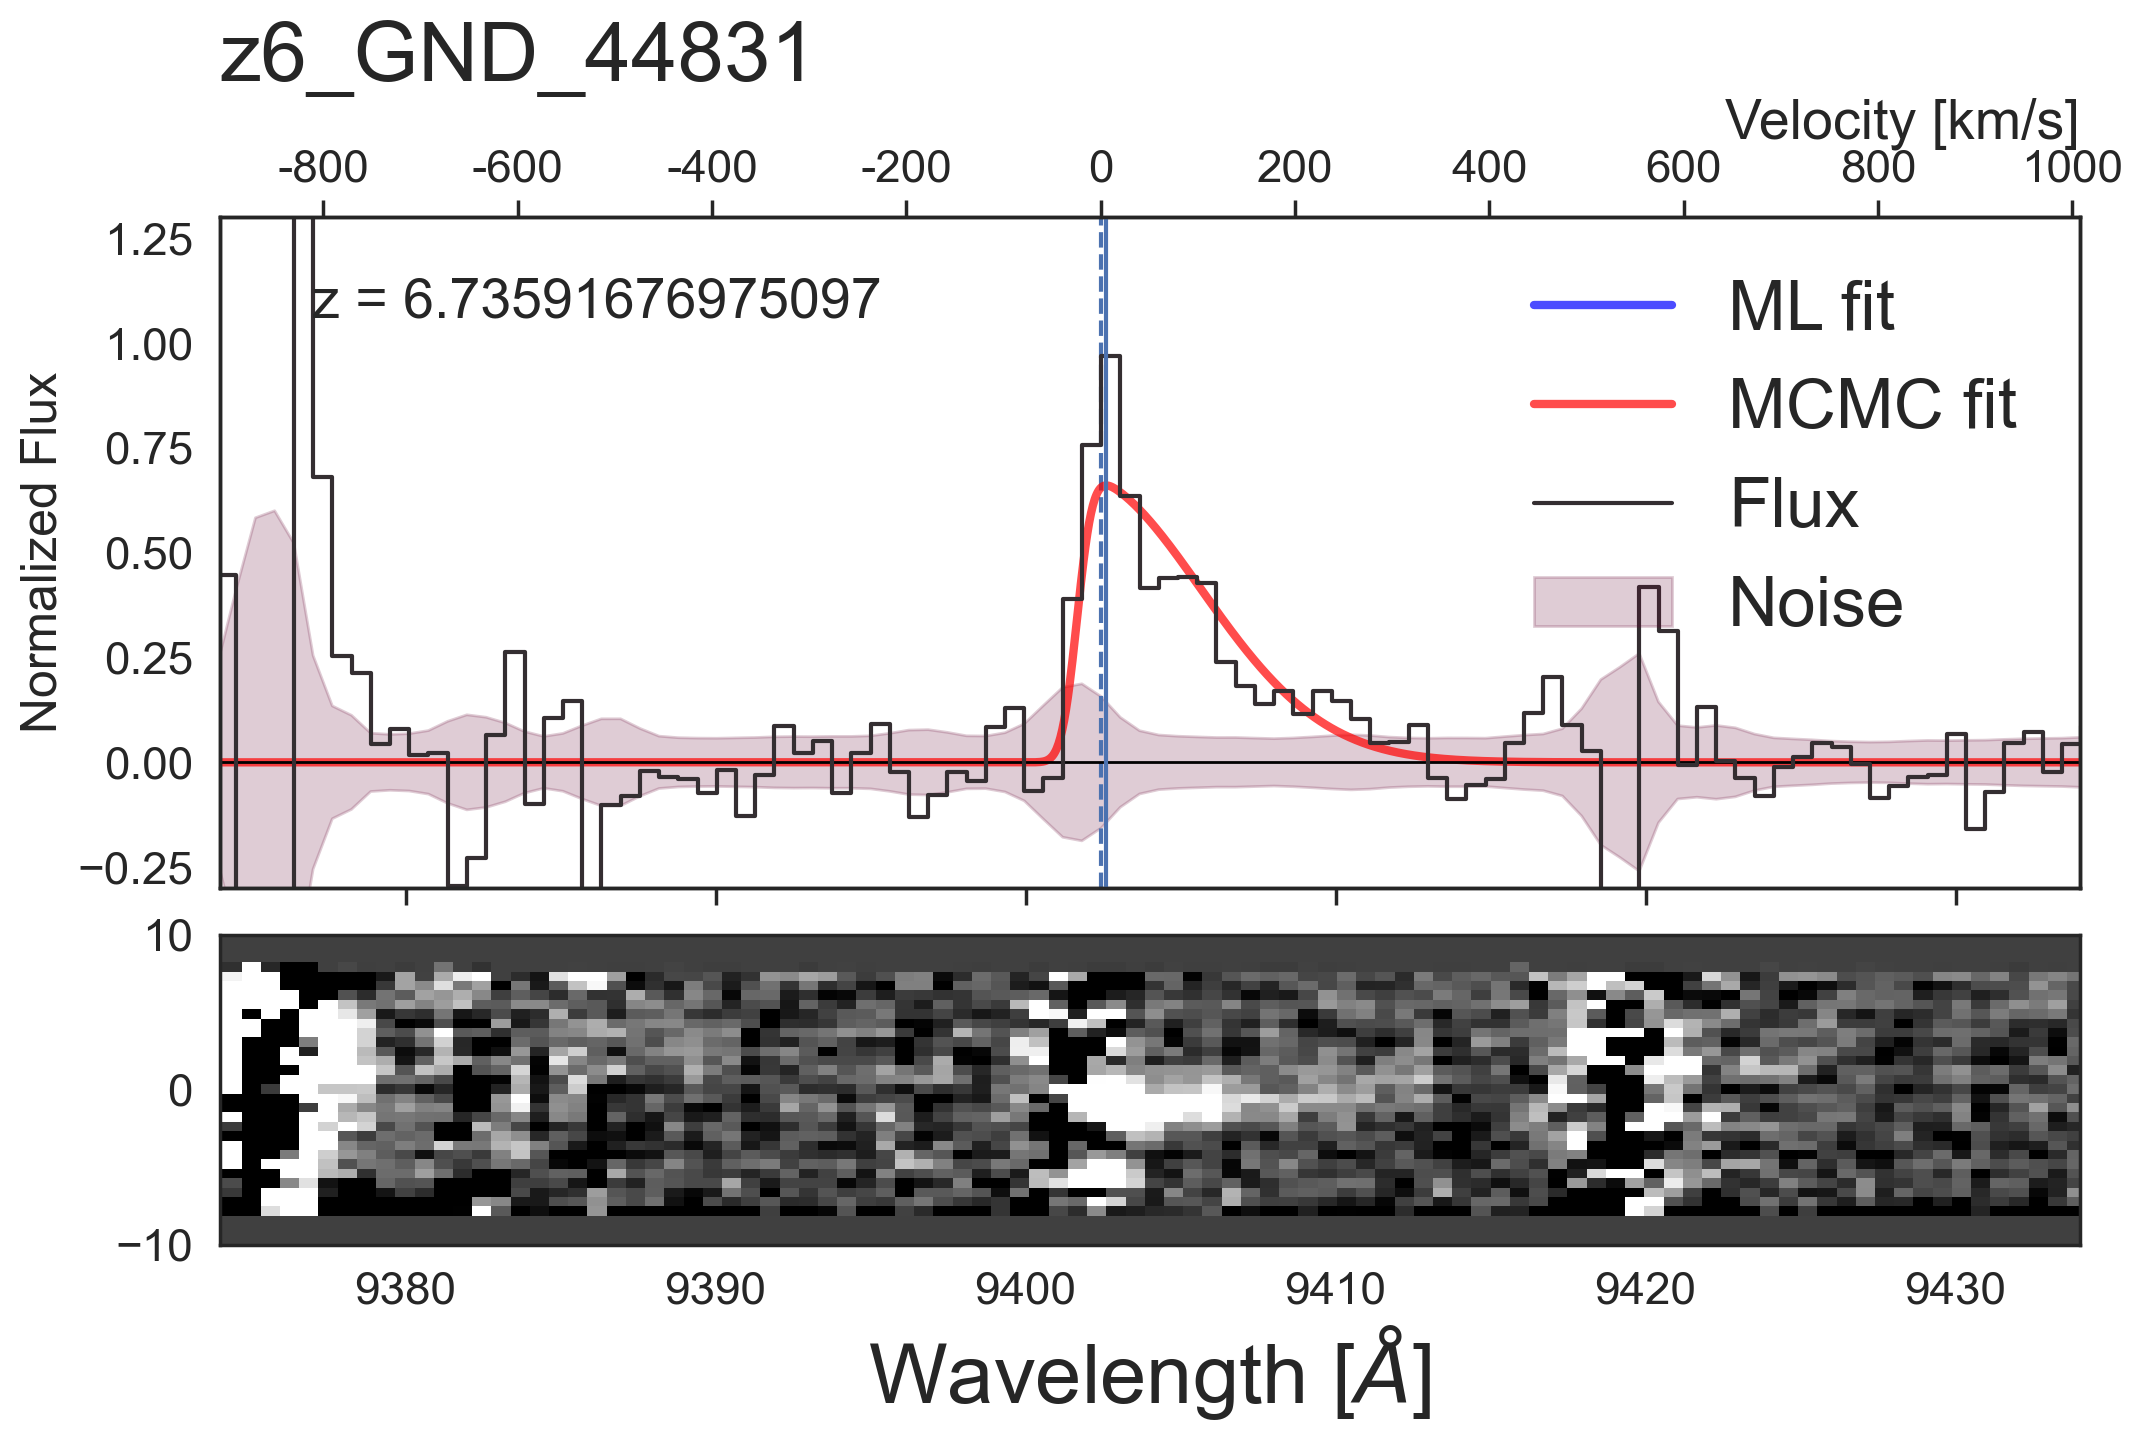 z6_GND_44831
Velocity [km/s]
-800 -600 -400 -200 0 200 400 600 800 1000
1.25
1.00
0.75
0.50
0.25
0.00
−0.25
Normalized Flux
z = 6.735916769750​97
ML fit
MCMC fit
Flux
Noise
10
0
−10
9380 9390 9400 9410 9420 9430
Wavelength [Å]